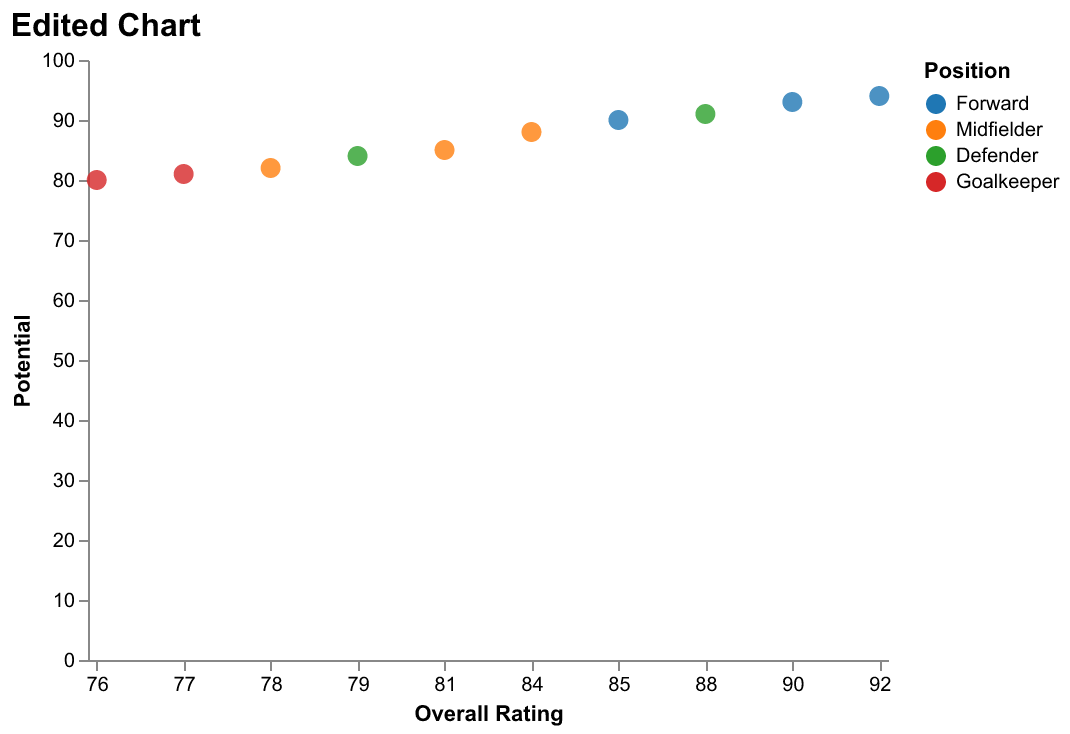 Edited Chart
100
90
80
70
60
50
40
30
20
10
0
Potential
76 77 78 79 81 84 85 88 90 92
Overall Rating
Position
Forward
Midfielder
Defender
Goalkeeper